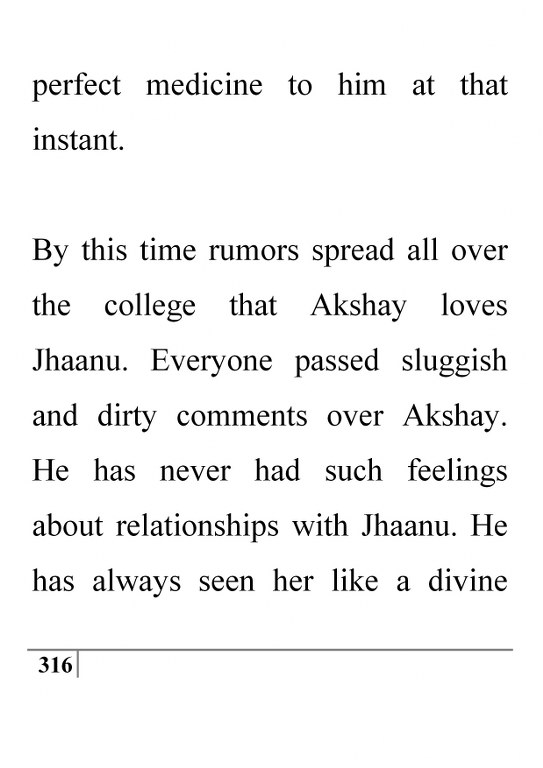 perfect medicine to him at that
instant.
By this time rumors spread all over
the college that Akshay loves
Jhaanu. Everyone passed sluggish
and dirty comments over Akshay.
He has never had such feelings
about relationships with Jhaanu. He
has always seen her like a divine
316